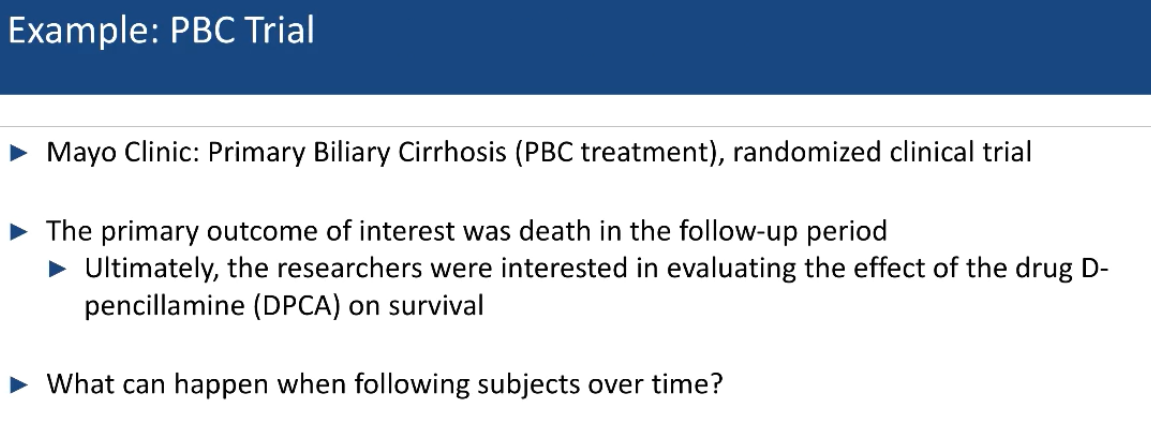 Example: PBC Trial
► Mayo Clinic: Primary Biliary Cirrhosis (PBC treatment), randomized clinical trial
► The primary outcome of interest was death in the follow-up period
► Ultimately, the researchers were interested in evaluating the effect of the drug D-
pencillamine (DPCA) on survival
► What can happen when following subjects over time?